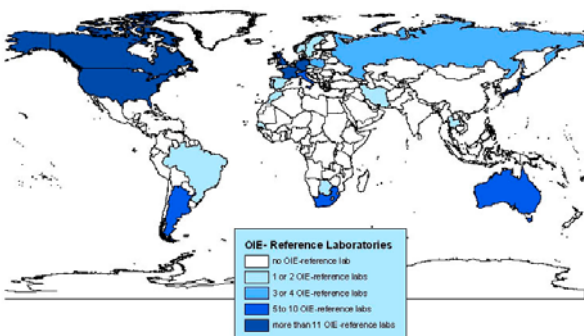 OIE- Reference Laboratories
no OIE-reference lab
1 or 2 OIE-reference labs
3 or 4 OIE-reference labs
5 to 10 OIE-reference labs
more than 11 OIE-reference labs